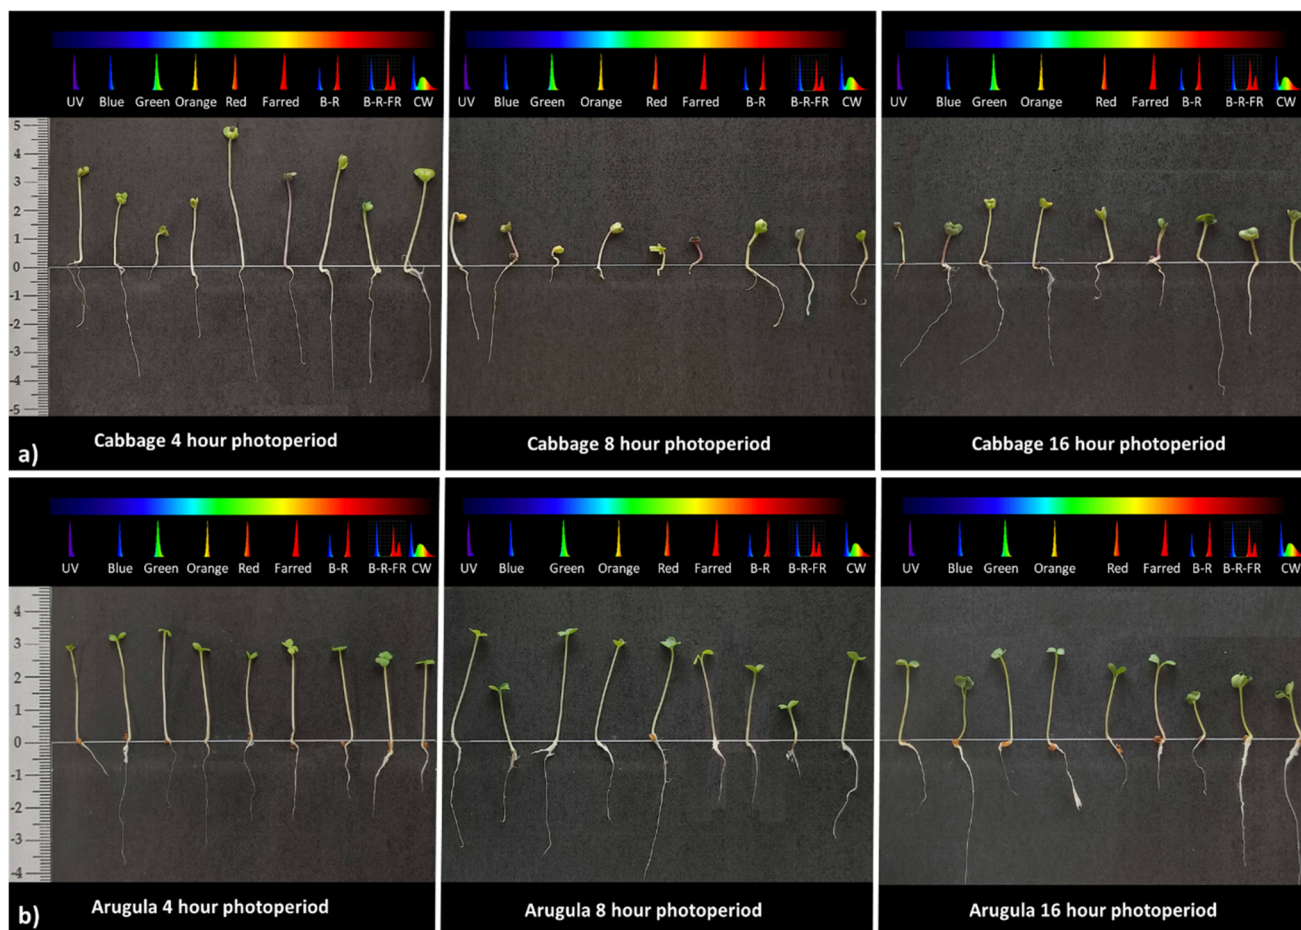 UV Blue Green Orange Red Farred B-R B-R-FR CW
UV Blue Green Orange Red Farred B-R B-R-FR CW
UV Blue Green Orange Red Farred B-R B-R-FR CW
5
4
3
2
1
0
-1
-2
-3
-4
-5
a)
Cabbage 4 hour photoperiod
Cabbage 8 hour photoperiod
Cabbage 16 hour photoperiod
UV Blue Green Orange Red Farred B-R B-R-FR CW
UV Blue Green Orange Red Farred B-R B-R-FR CW
UV Blue Green Orange Red Farred B-R B-R-FR CW
4
3
2
1
0
-1
-2
-3
-4
b)
Arugula 4 hour photoperiod
Arugula 8 hour photoperiod
Arugula 16 hour photoperiod